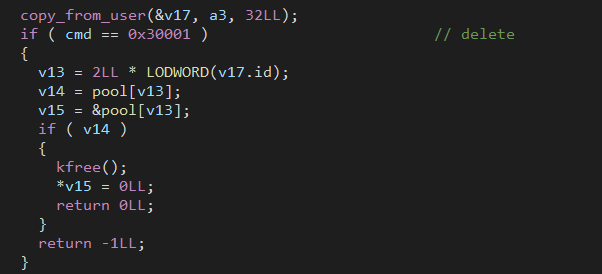 copy_from_user(&v17, a3, 32LL);
if ( cmd == 0x30001 ) // delete
{
v13 = 2LL * LODWORD(v17.id);
v14 = pool[v13];
v15 = &pool[v13];
if ( v14 )
{
kfree();
*v15 = 0LL;
return 0LL;
}
return -1LL;
}